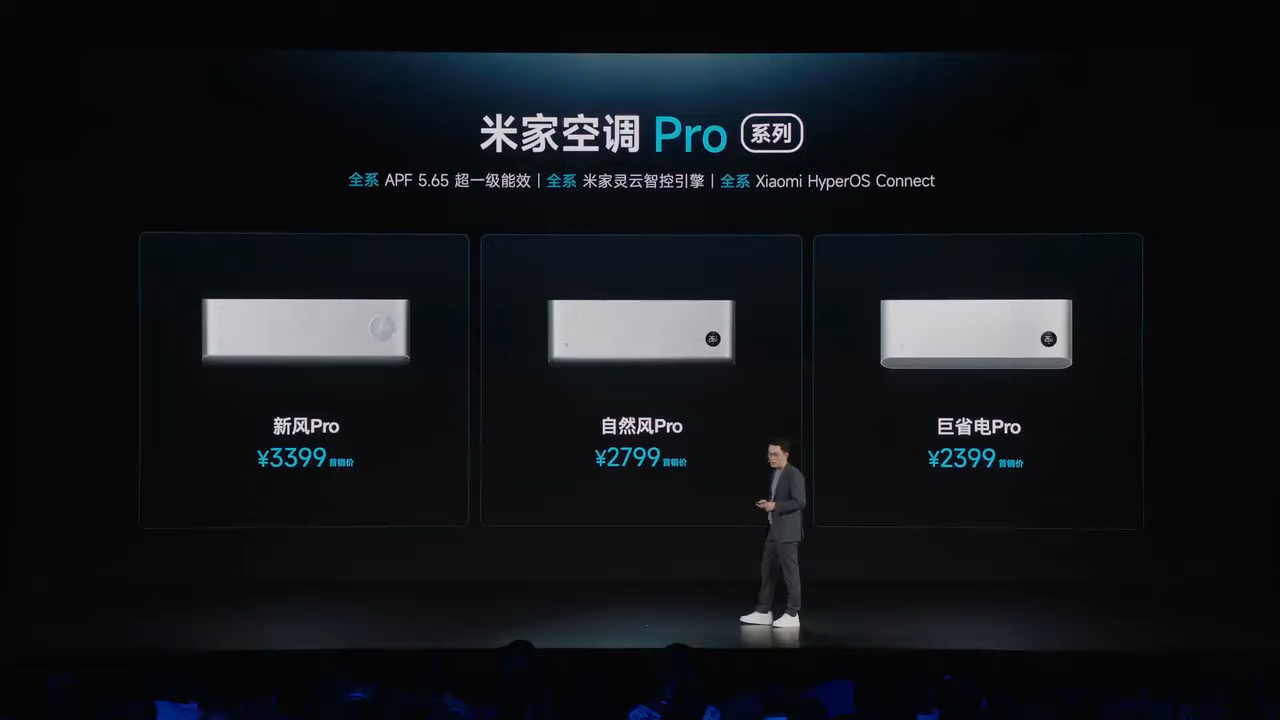 米家空调 Pro 系列
全系 APF 5.65 超一级能效 | 全系 米家灵云智控引擎 | 全系 Xiaomi HyperOS Connect
新风Pro
¥3399 首销价
自然风Pro
¥2799 首销价
巨省电Pro
¥2399 首销价